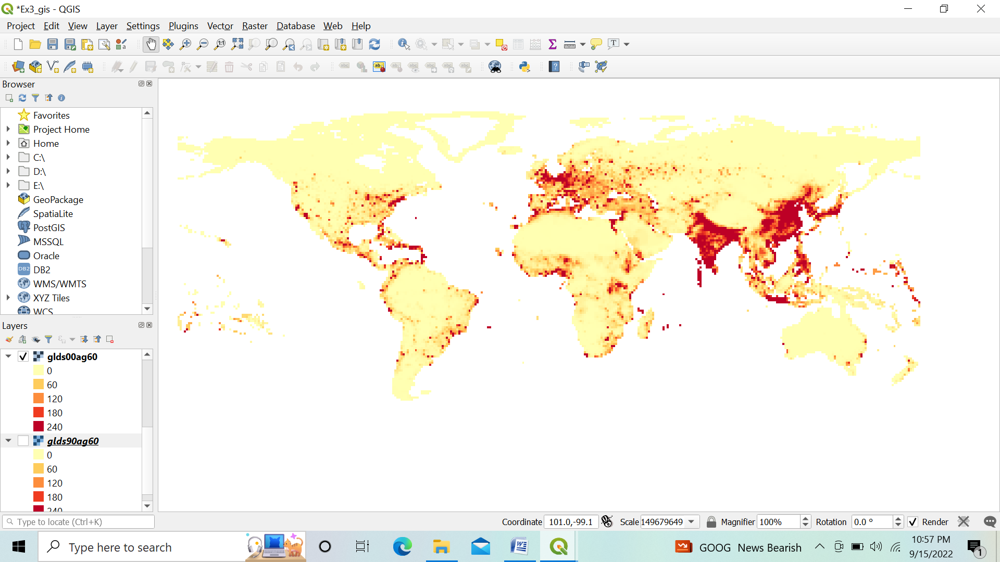 *Ex3_gis - QGIS
Project Edit View Layer Settings Plugins Vector Raster Database Web Help
Browser
Favorites
Project Home
Home
C:\
D:\
E:\
GeoPackage
SpatiaLite
PostGIS
MSSQL
Oracle
DB2 DB2
WMS/WMTS
XYZ Tiles
WCS
Layers
glds00ag60
0
60
120
180
240
glds90ag60
0
60
120
180
240
Type to locate (Ctrl+K) Coordinate 101.0,-99.1 Scale 149679649 Magnifier 100% Rotation 0.0 ° Render
Type here to search GOOG News Bearish 10:57 PM
9/15/2022 1